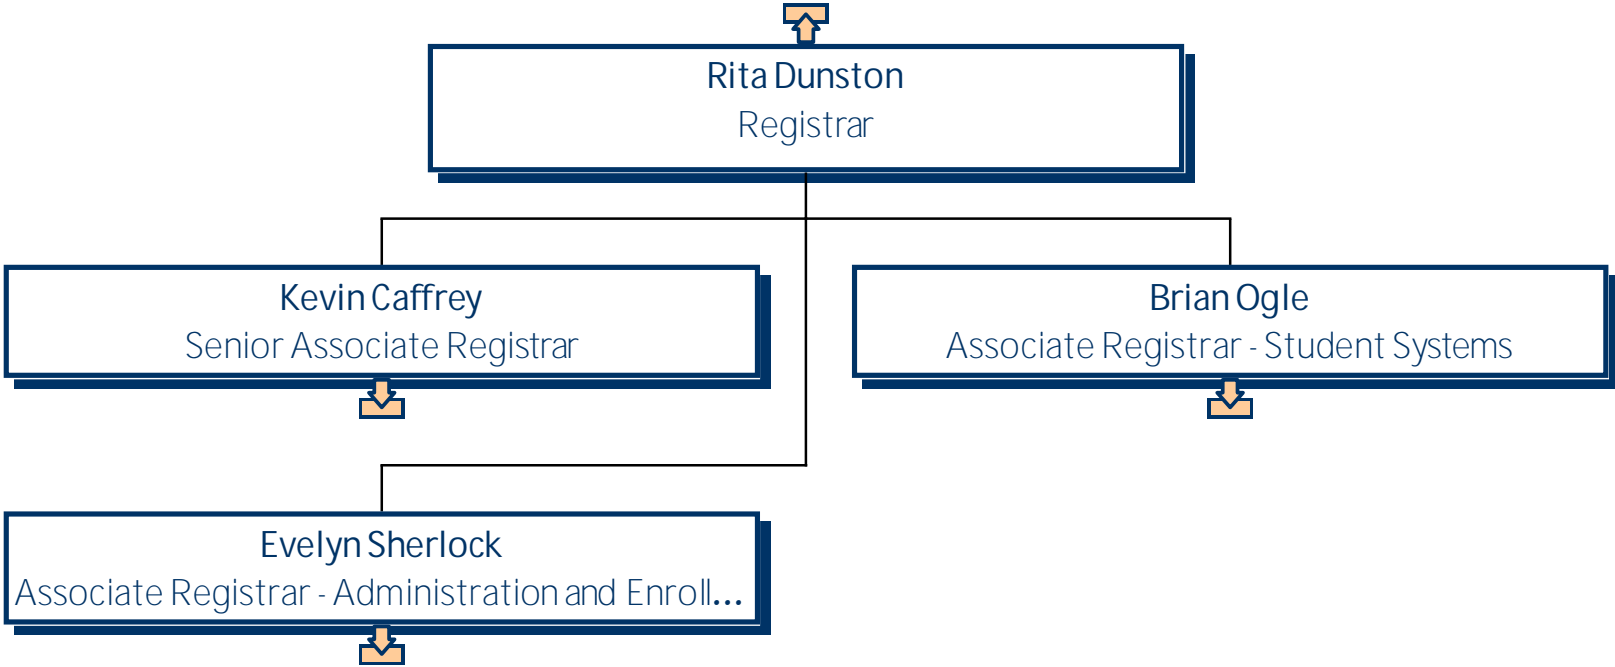 Rita Dunston
Registrar
Kevin Caffrey
Senior Associate Registrar
Brian Ogle
Associate Registrar - Student Systems
Evelyn Sherlock
Associate Registrar - Administration and Enroll...